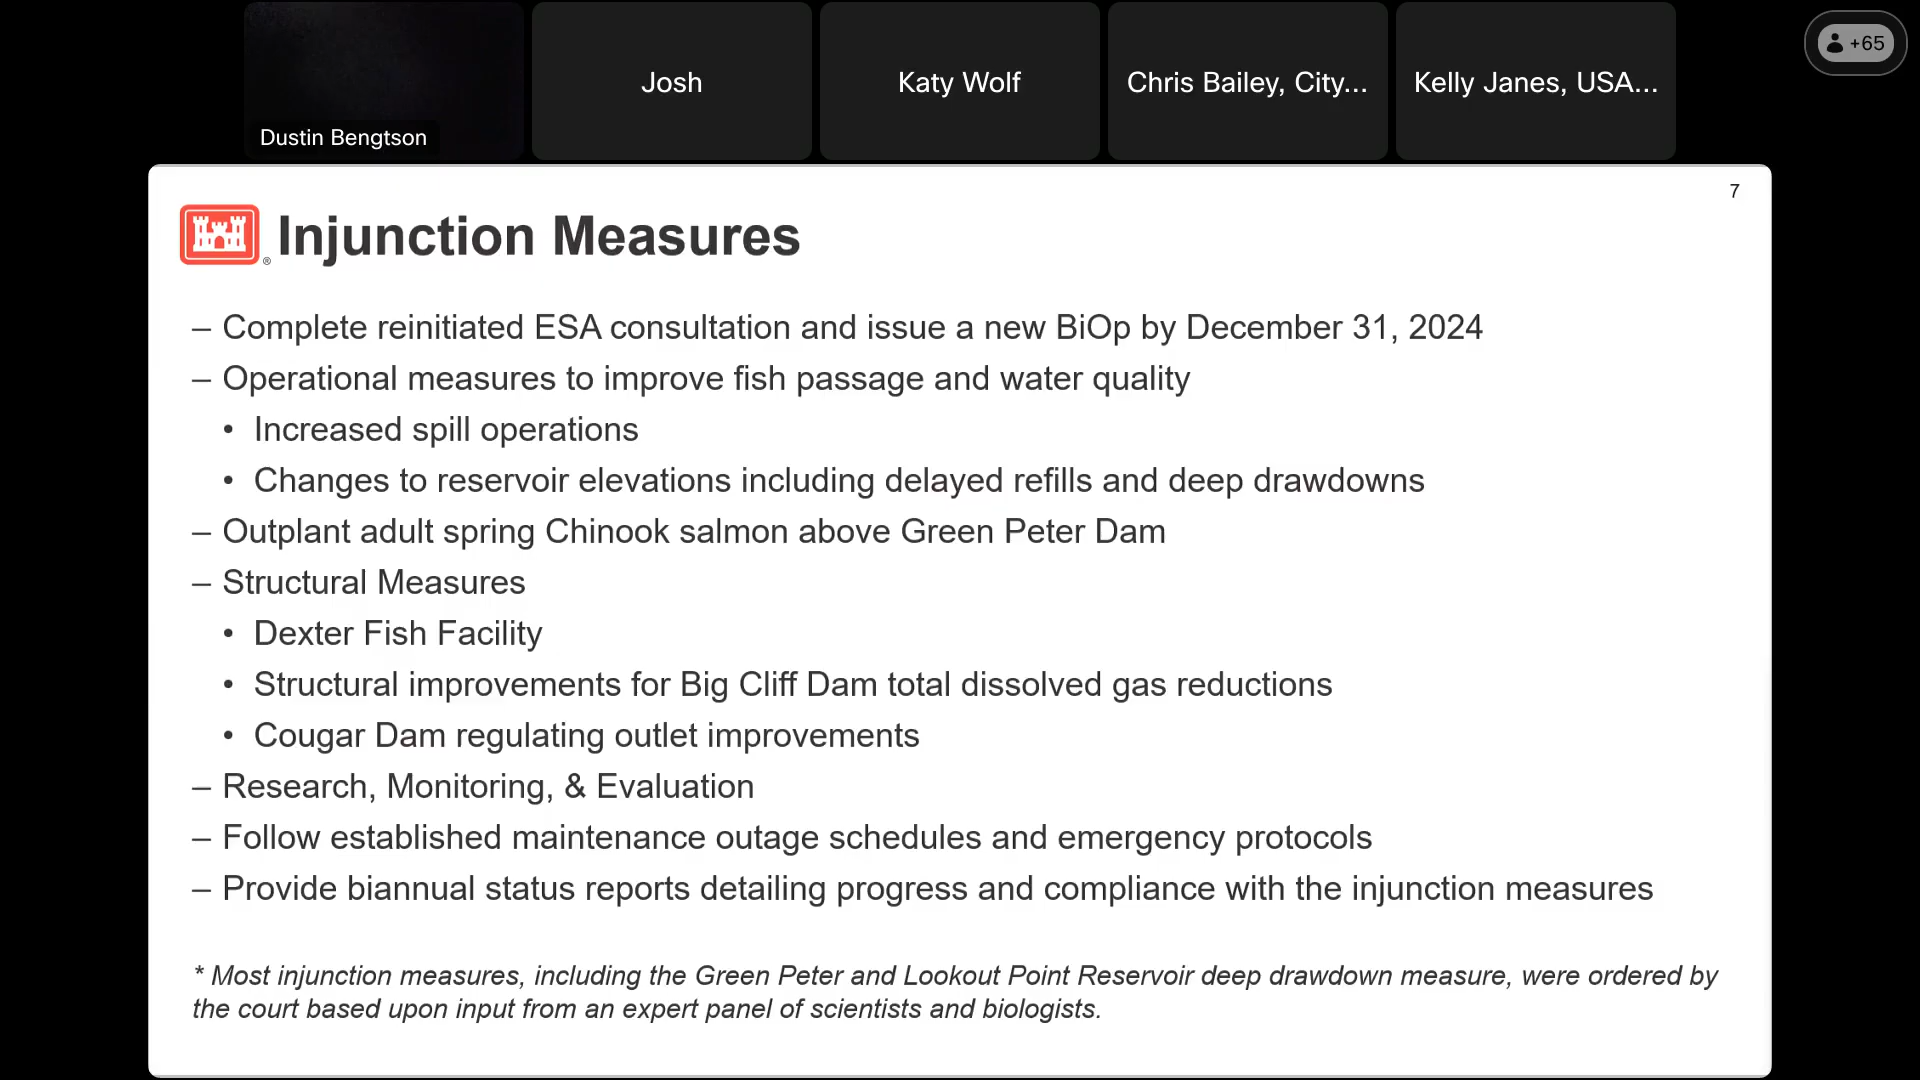 Dustin Bengtson
Josh
Katy Wolf
Chris Bailey, City...
Kelly Janes, USA...
+65
7
® Injunction Measures
– Complete reinitiated ESA consultation and issue a new BiOp by December 31, 2024
– Operational measures to improve fish passage and water quality
• Increased spill operations
• Changes to reservoir elevations including delayed refills and deep drawdowns
– Outplant adult spring Chinook salmon above Green Peter Dam
– Structural Measures
• Dexter Fish Facility
• Structural improvements for Big Cliff Dam total dissolved gas reductions
• Cougar Dam regulating outlet improvements
– Research, Monitoring, & Evaluation
– Follow established maintenance outage schedules and emergency protocols
– Provide biannual status reports detailing progress and compliance with the injunction measures
* Most injunction measures, including the Green Peter and Lookout Point Reservoir deep drawdown measure, were ordered by
the court based upon input from an expert panel of scientists and biologists.